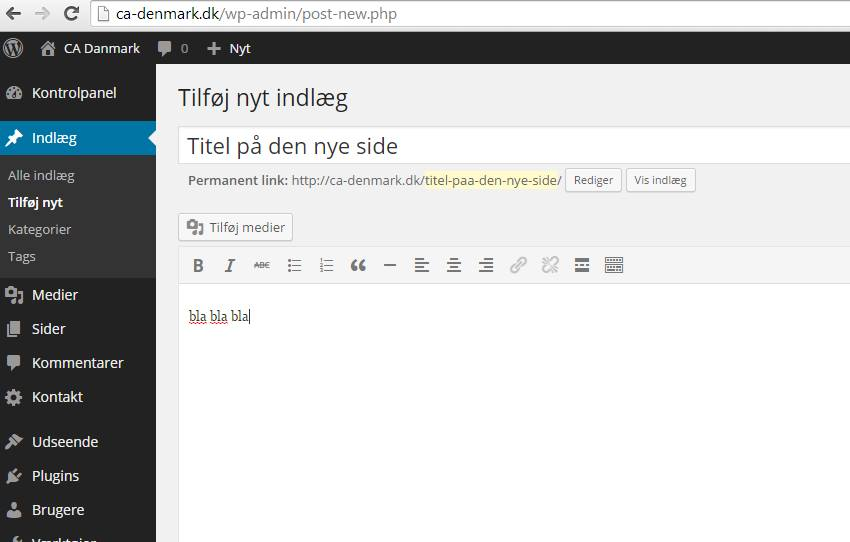 ca-denmark.dk/wp-admin/post-new.php
CA Danmark 0 Nyt
Kontrolpanel
Indlæg
Alle indlæg
Tilføj nyt
Kategorier
Tags
Medier
Sider
Kommentarer
Kontakt
Udseende
Plugins
Brugere
Værktøjer
Tilføj nyt indlæg
Titel på den nye side
Permanent link: http://ca-denmark.dk/titel-paa-den-nye-side/ Rediger Vis indlæg
Tilføj medier
B I ABC
bla bla bla